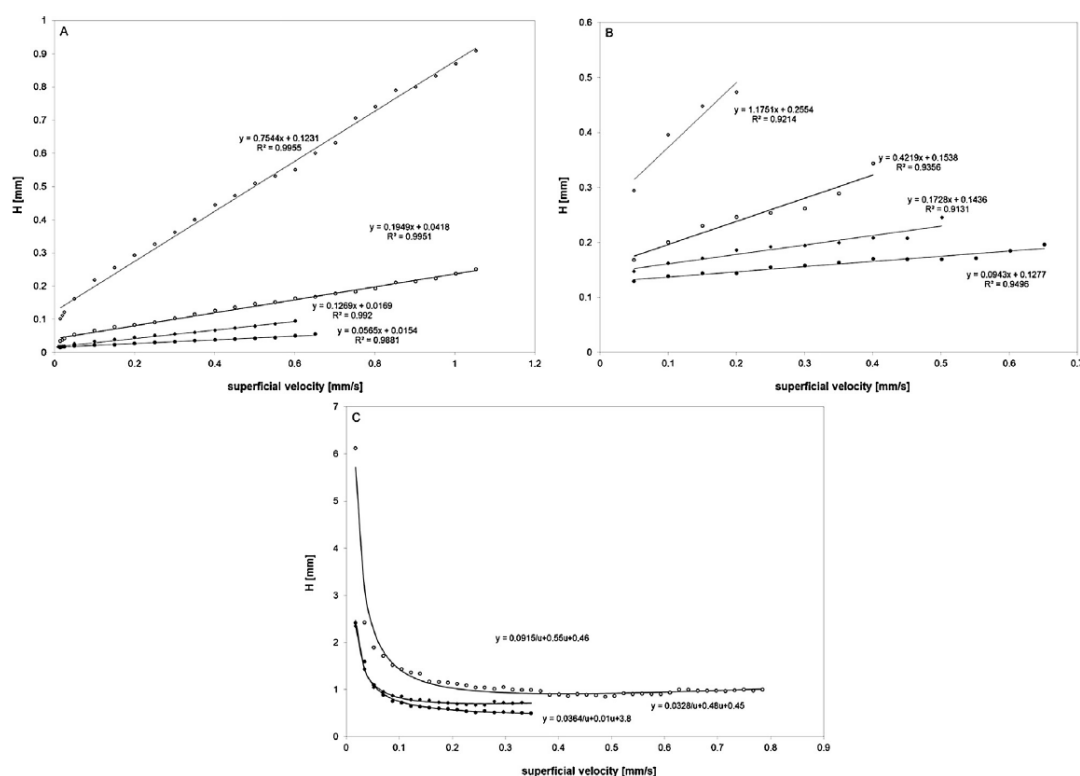 A
1
0.9
0.8
0.7
0.6
0.5
0.4
0.3
0.2
0.1
0
H [mm]
y = 0.7544x + 0.1231
R² = 0.9955
y = 0.1949x + 0.0418
R² = 0.9951
y = 0.1269x + 0.0169
R² = 0.992
y = 0.0565x + 0.0154
R² = 0.9881
0 0.2 0.4 0.6 0.8 1 1.2
superficial velocity [mm/s]
B
0.6
0.5
0.4
0.3
0.2
0.1
0
H [mm]
y = 1.1751x + 0.2554
R² = 0.9214
y = 0.4219x + 0.1538
R² = 0.9356
y = 0.1728x + 0.1436
R² = 0.9131
y = 0.0943x + 0.1277
R² = 0.9496
0 0.1 0.2 0.3 0.4 0.5 0.6 0.7
superficial velocity [mm/s]
C
7
6
5
4
3
2
1
0
H [mm]
y = 0.0915/u+0.55u+0.46
y = 0.0328/u+0.48u+0.45
y = 0.0364/u+0.01u+3.8
0 0.1 0.2 0.3 0.4 0.5 0.6 0.7 0.8 0.9
superficial velocity [mm/s]